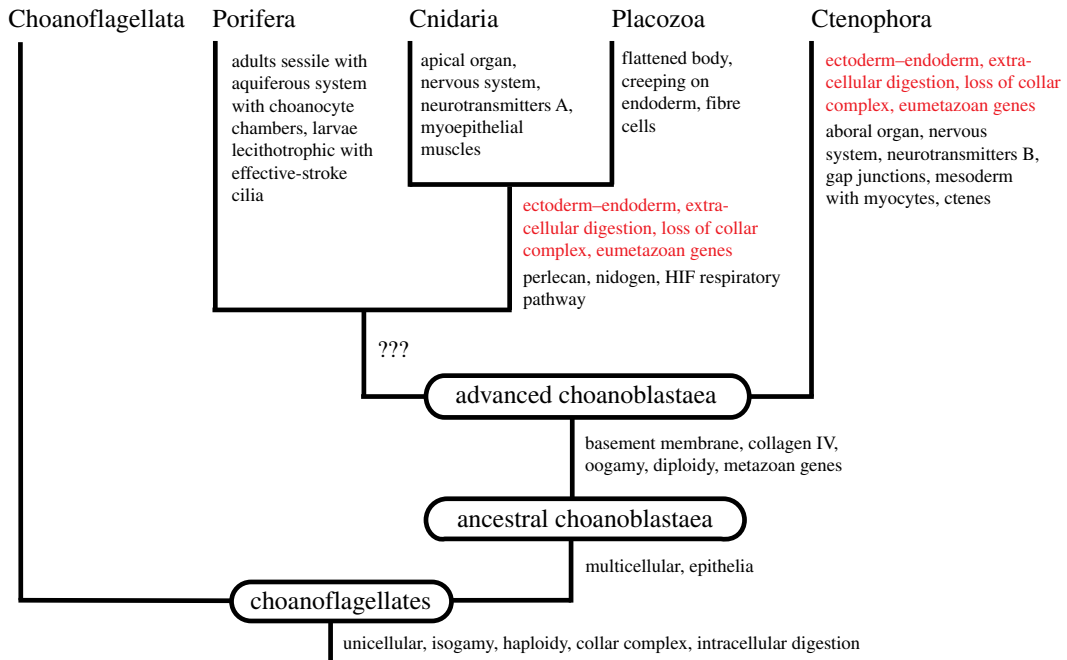 Choanoflagellata
Porifera
Cnidaria
Placozoa
Ctenophora
adults sessile with
aquiferous system
with choanocyte
chambers, larvae
lecithotrophic with
effective-stroke
cilia
apical organ,
nervous system,
neurotransmitters A,
myoepithelial
muscles
flattened body,
creeping on
endoderm, fibre
cells
ectoderm–endoderm, extra-
cellular digestion, loss of collar
complex, eumetazoan genes
aboral organ, nervous
system, neurotransmitters B,
gap junctions, mesoderm
with myocytes, ctenes
ectoderm–endoderm, extra-
cellular digestion, loss of collar
complex, eumetazoan genes
perlecan, nidogen, HIF respiratory
pathway
???
advanced choanoblastaea
basement membrane, collagen IV,
oogamy, diploidy, metazoan genes
ancestral choanoblastaea
multicellular, epithelia
choanoflagellates
unicellular, isogamy, haploidy, collar complex, intracellular digestion